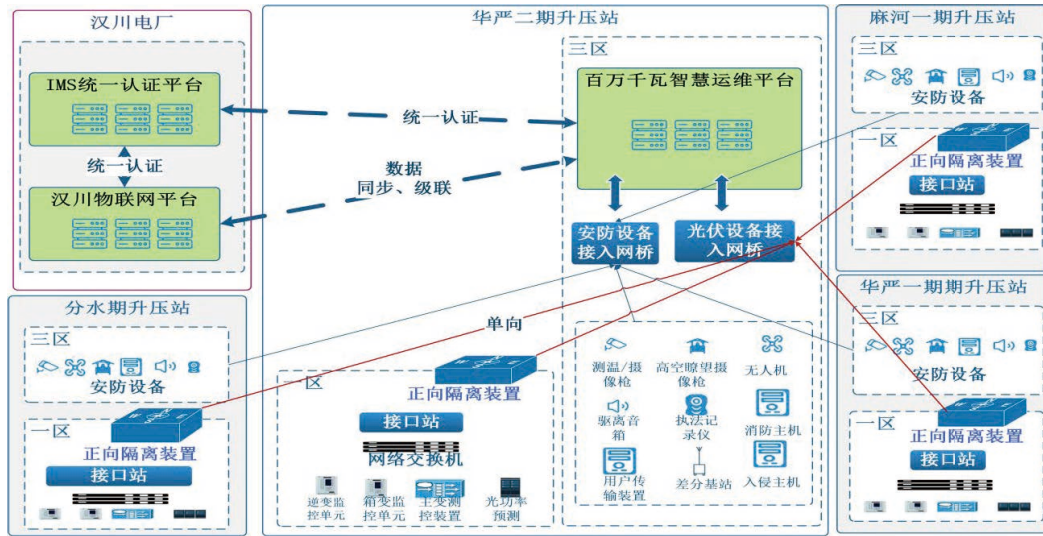 汉川电厂
IMS统一认证平台
统一认证
汉川物联网平台
统一认证
数据
同步、级联
华严二期升压站
三区
百万千瓦智慧运维平台
安防设备
接入网桥
光伏设备接
入网桥
测温/摄
像枪
高空瞭望摄
像枪
无人机
驱离音
箱
执法记
录仪
消防主机
用户传
输装置
差分基站
入侵主机
单向
一区
正向隔离装置
接口站
网络交换机
逆变监
控单元
箱变监
控单元
主变测
控装置
光功率
预测
分水期升压站
三区
安防设备
一区
正向隔离装置
接口站
麻河一期升压站
三区
安防设备
一区
正向隔离装置
接口站
华严一期期升压站
三区
安防设备
一区
正向隔离装置
接口站